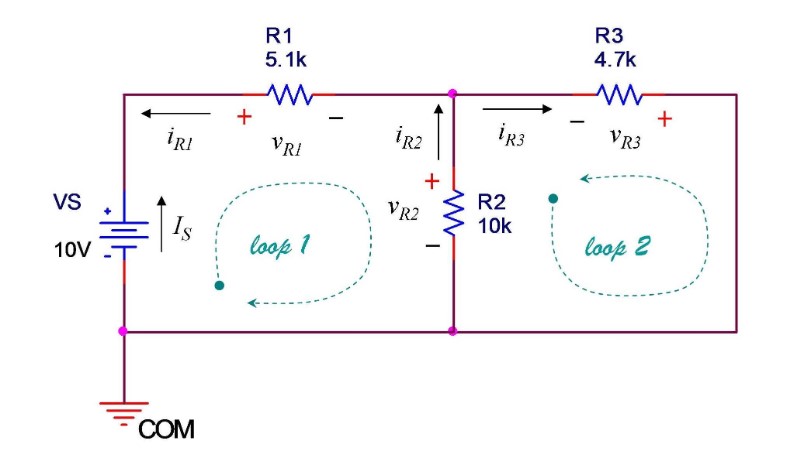 R1
5.1k
R3
4.7k
+
−
−
+
iR1
vR1
iR2
iR3
vR3
VS
+
10V
-
IS
+
vR2
−
R2
10k
loop 1
loop 2
COM